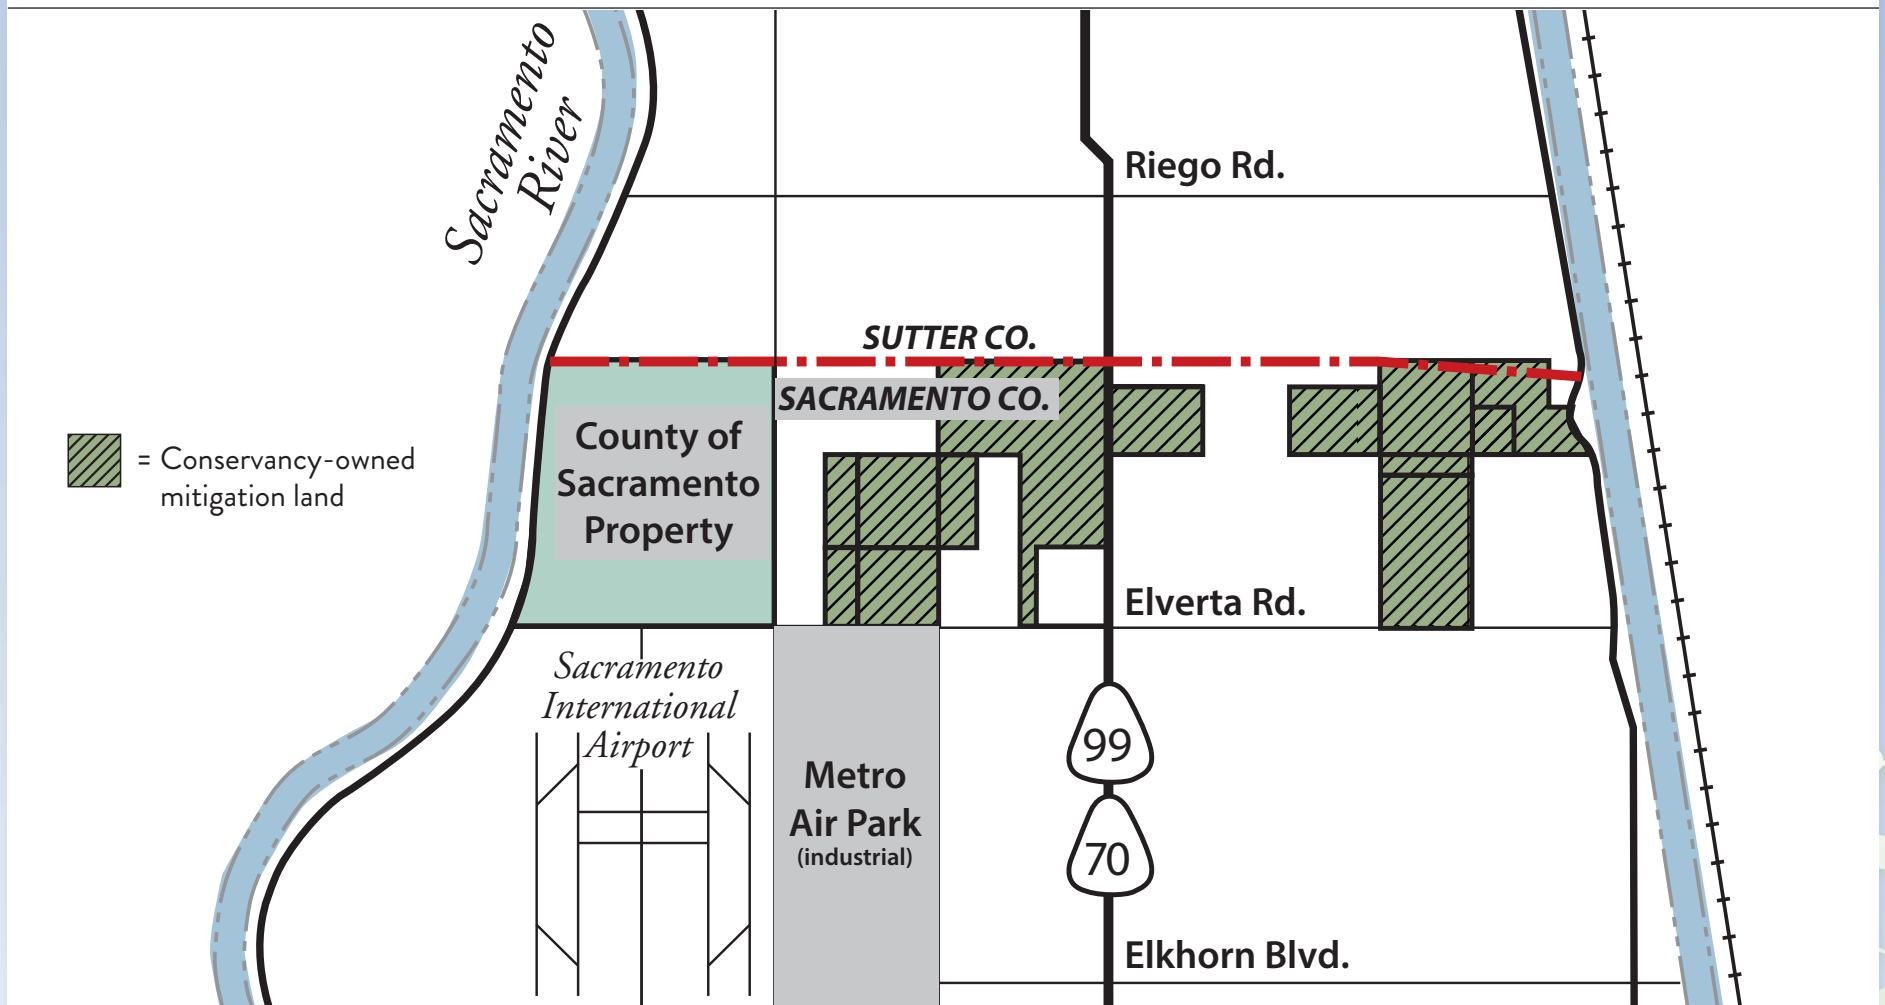 Sacramento
River
Riego Rd.
SUTTER CO.
SACRAMENTO CO.
County of
Sacramento
Property
= Conservancy-owned
mitigation land
Elverta Rd.
Sacramento
International
Airport
99
Metro
Air Park
(industrial)
70
Elkhorn Blvd.